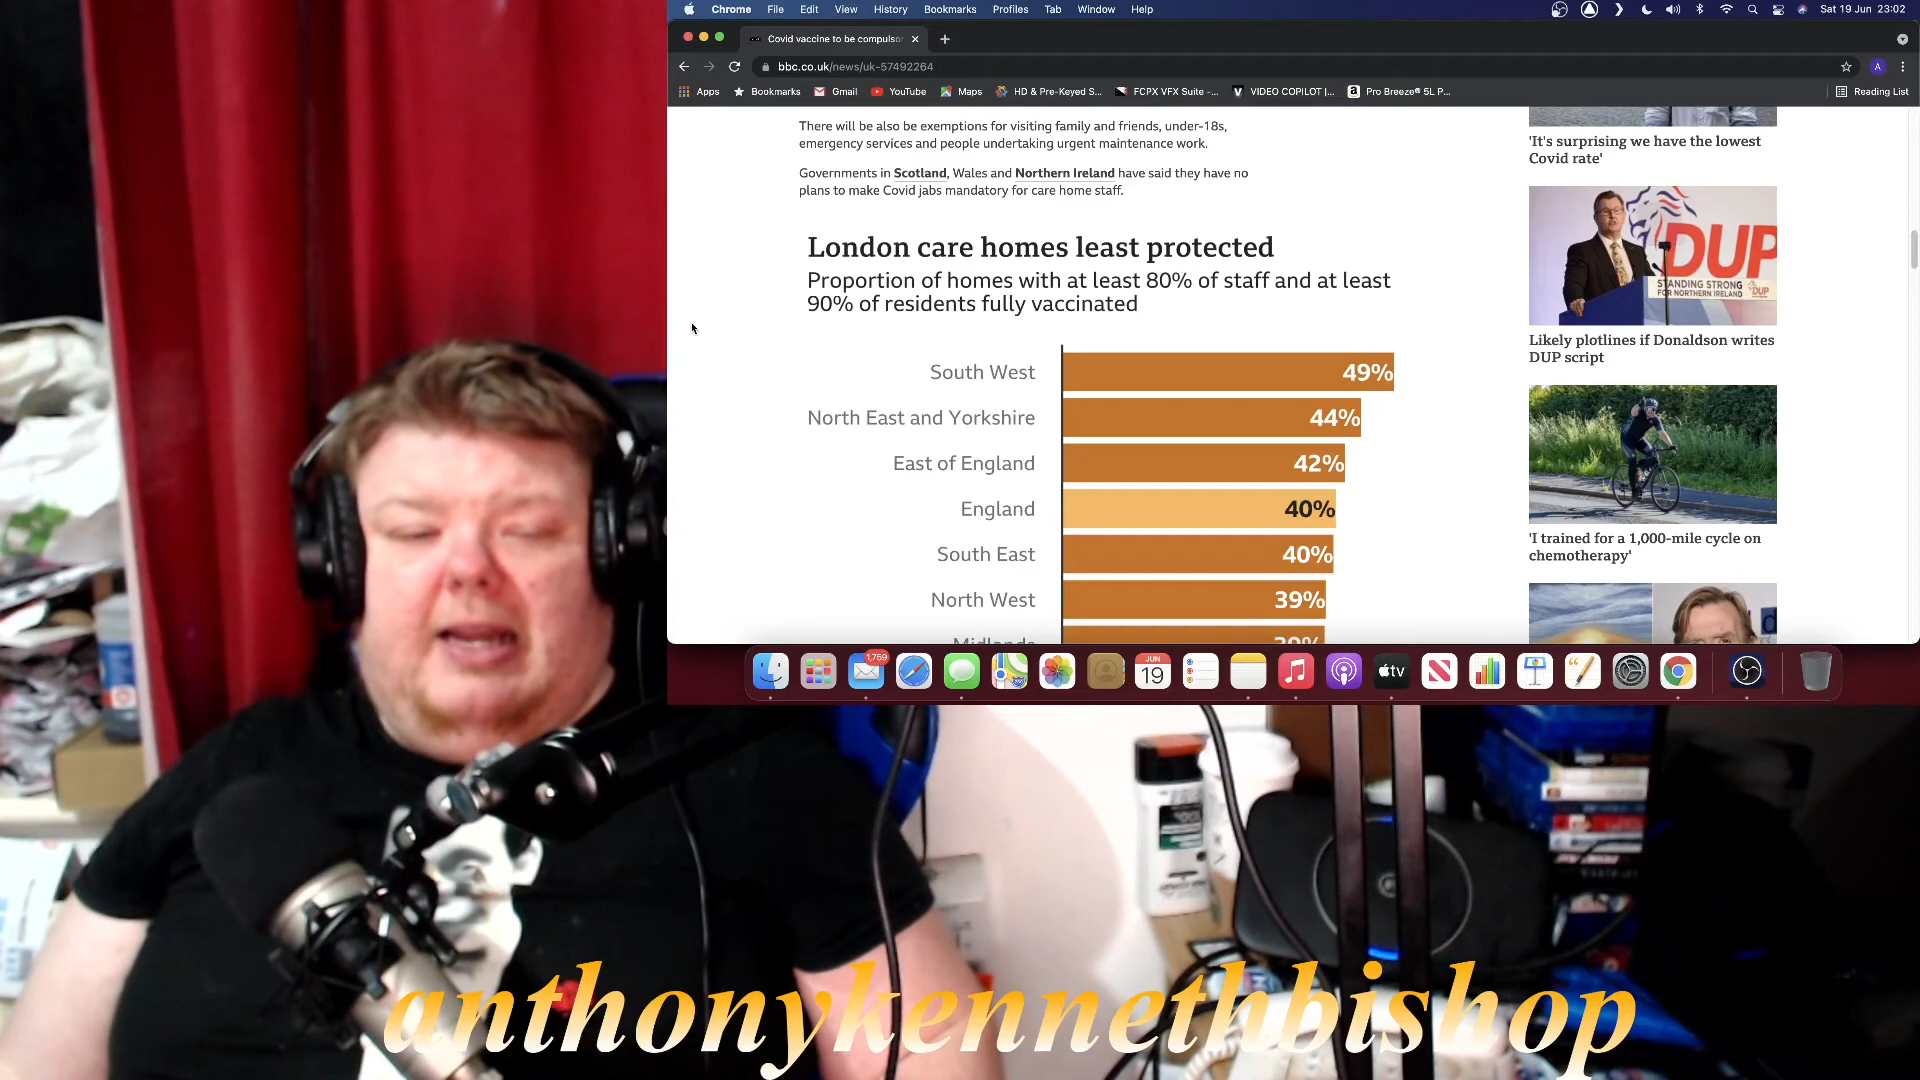 Chrome File Edit View History Bookmarks Profiles Tab Window Help
Sat 19 Jun 23:02
Covid vaccine to be compulsor
bbc.co.uk/news/uk-57492264
A
Apps Bookmarks Gmail YouTube Maps HD & Pre-Keyed S... FCPX VFX Suite -... VIDEO COPILOT |... Pro Breeze® 5L P... Reading List
There will be also be exemptions for visiting family and friends, under-18s,
emergency services and people undertaking urgent maintenance work.
Governments in Scotland, Wales and Northern Ireland have said they have no
plans to make Covid jabs mandatory for care home staff.
London care homes least protected
Proportion of homes with at least 80% of staff and at least
90% of residents fully vaccinated
South West 49%
North East and Yorkshire 44%
East of England 42%
England 40%
South East 40%
North West 39%
Midlands 39%
'It's surprising we have the lowest
Covid rate'
DUP
STANDING STRONG
FOR NORTHERN IRELAND
DUP
Likely plotlines if Donaldson writes
DUP script
'I trained for a 1,000-mile cycle on
chemotherapy'
1,759
JUN
19
tv
anthonykennethbishop